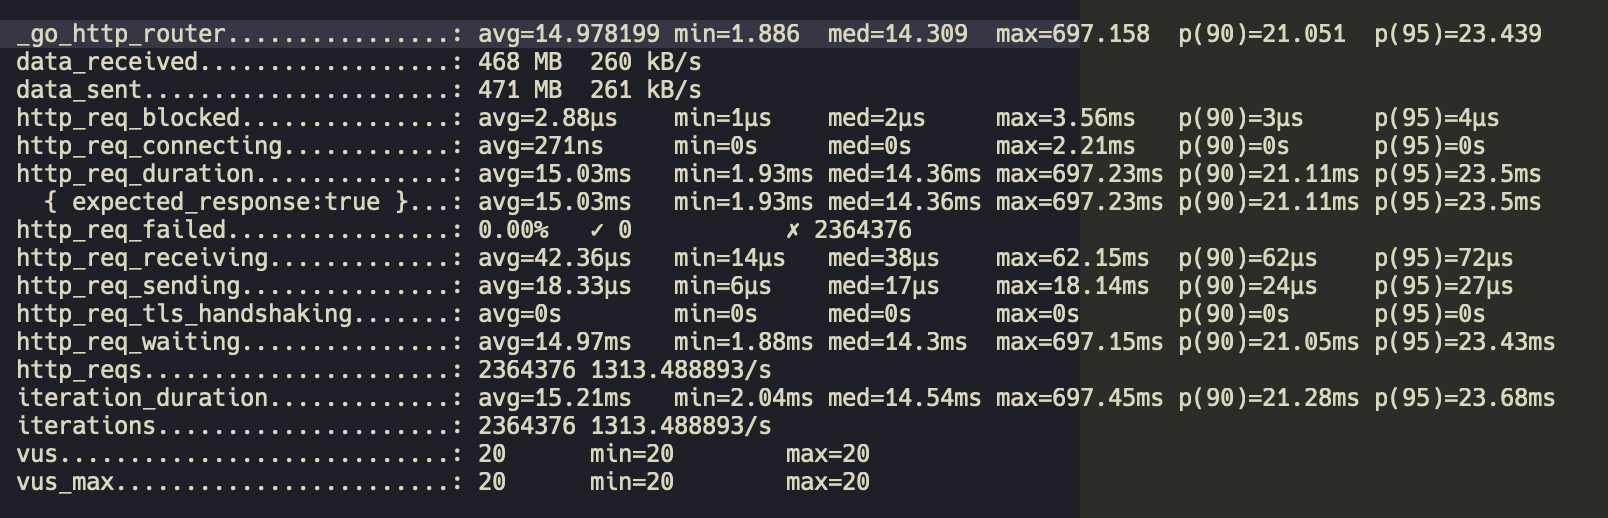 _go_http_router................: avg=14.978199 min=1.886  med=14.309  max=697.158  p(90)=21.051  p(95)=23.439
data_received..................: 468 MB  260 kB/s
data_sent......................: 471 MB  261 kB/s
http_req_blocked...............: avg=2.88µs    min=1µs    med=2µs     max=3.56ms   p(90)=3µs     p(95)=4µs
http_req_connecting............: avg=271ns     min=0s     med=0s      max=2.21ms   p(90)=0s      p(95)=0s
http_req_duration..............: avg=15.03ms   min=1.93ms med=14.36ms max=697.23ms p(90)=21.11ms p(95)=23.5ms
  { expected_response:true }...: avg=15.03ms   min=1.93ms med=14.36ms max=697.23ms p(90)=21.11ms p(95)=23.5ms
http_req_failed................: 0.00%   ✓ 0           ✗ 2364376
http_req_receiving.............: avg=42.36µs   min=14µs   med=38µs    max=62.15ms  p(90)=62µs    p(95)=72µs
http_req_sending...............: avg=18.33µs   min=6µs    med=17µs    max=18.14ms  p(90)=24µs    p(95)=27µs
http_req_tls_handshaking.......: avg=0s        min=0s     med=0s      max=0s       p(90)=0s      p(95)=0s
http_req_waiting...............: avg=14.97ms   min=1.88ms med=14.3ms  max=697.15ms p(90)=21.05ms p(95)=23.43ms
http_reqs......................: 2364376 1313.488893/s
iteration_duration.............: avg=15.21ms   min=2.04ms med=14.54ms max=697.45ms p(90)=21.28ms p(95)=23.68ms
iterations.....................: 2364376 1313.488893/s
vus............................: 20      min=20        max=20
vus_max........................: 20      min=20        max=20